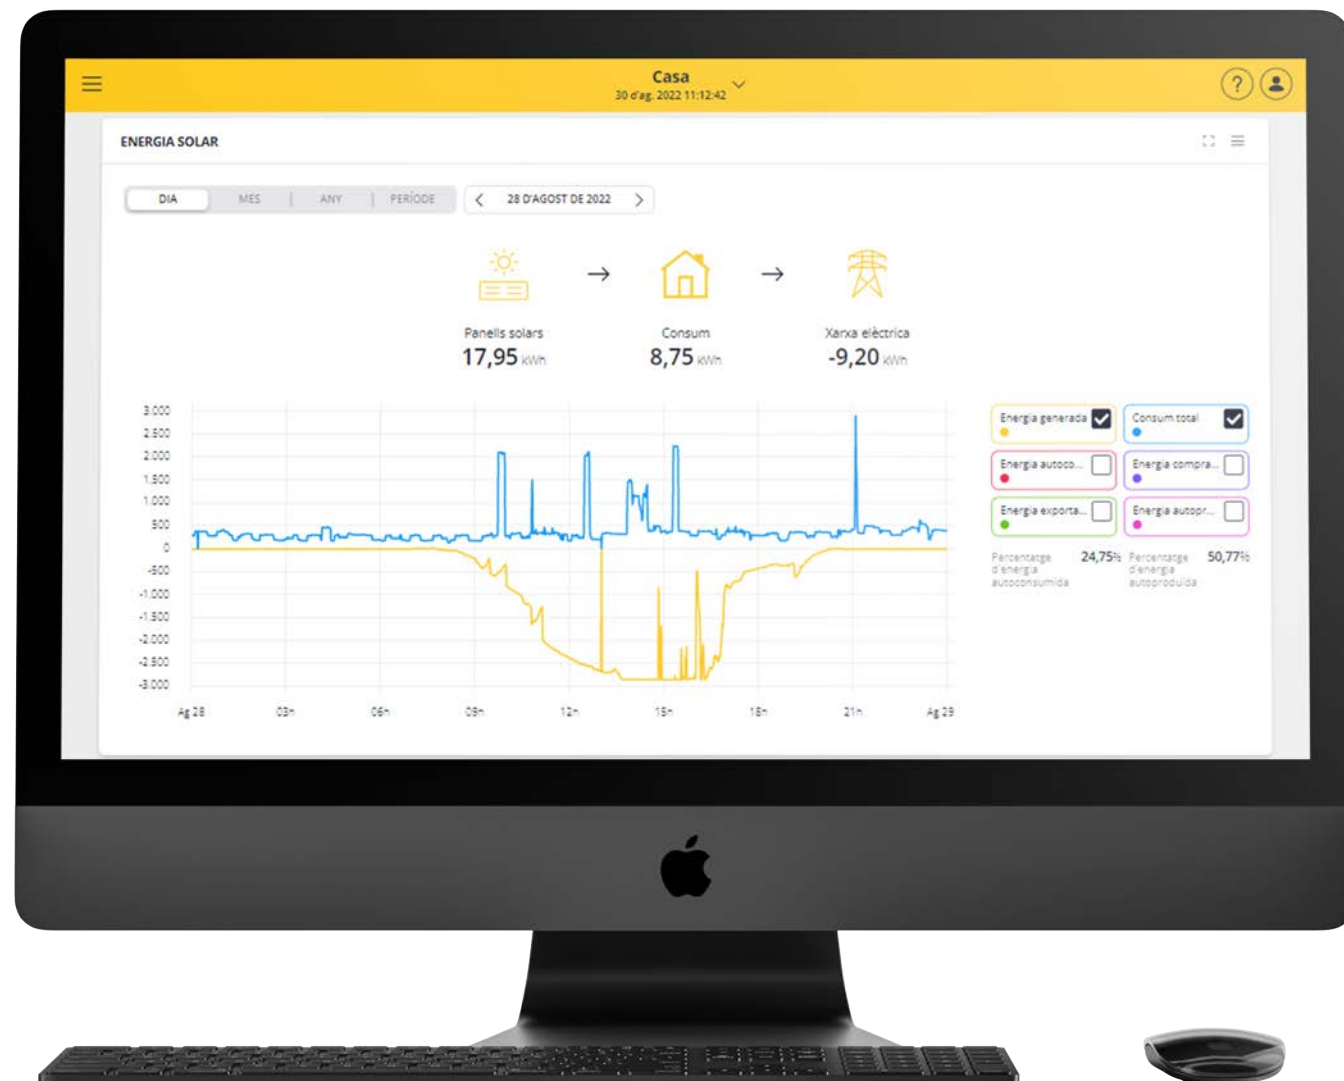 Casa
30 d'ag. 2022 11:12:42
?
ENERGIA SOLAR
DIA MES ANY PERÍODE 28 D'AGOST DE 2022
Panells solars Consum Xarxa elèctrica
17,95 kWh 8,75 kWh -9,20 kWh
3.000
2.500
2.000
1.500
1.000
500
0
-500
-1.000
-1.500
-2.000
-2.500
-3.000
Ag 28 03h 06h 09h 12h 15h 18h 21h Ag 29
Energia generada Consum total
Energia autoco... Energia compra...
Energia exporta... Energia autopr...
Percentatge 24,75% Percentatge 50,77%
d'energia d'energia
autoconsumida autoproduïda